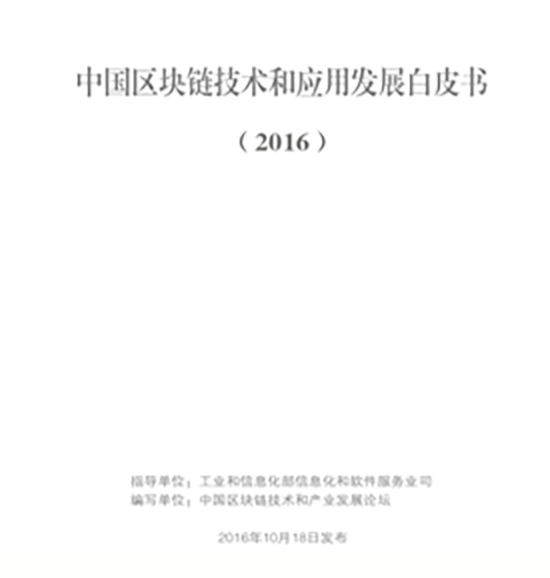 中国区块链技术和应用发展白皮书
（2016）
指导单位：工业和信息化部信息化和软件服务业司
编写单位：中国区块链技术和产业发展论坛
2016年10月18日发布